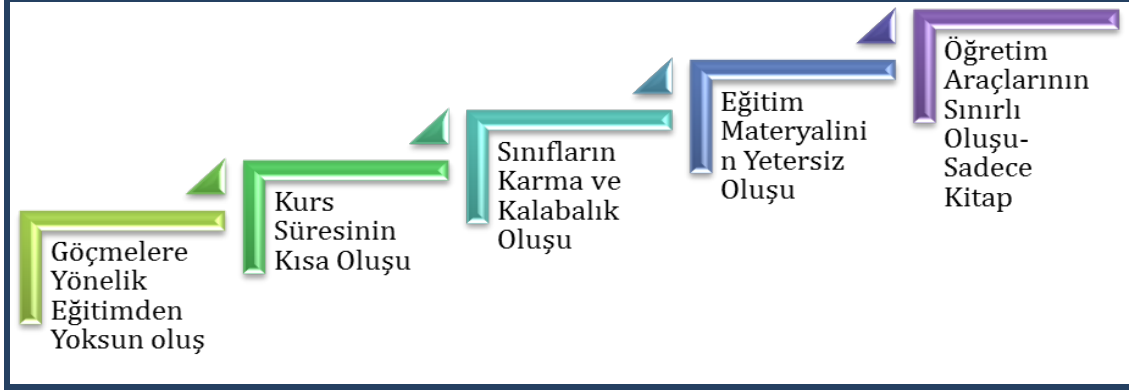 Göçmelere
Yönelik
Eğitimden
Yoksun oluş
Kurs
Süresinin
Kısa Oluşu
Sınıfların
Karma ve
Kalabalık
Oluşu
Eğitim
Materyalini
n Yetersiz
Oluşu
Öğretim
Araçlarının
Sınırlı
Oluşu-
Sadece
Kitap